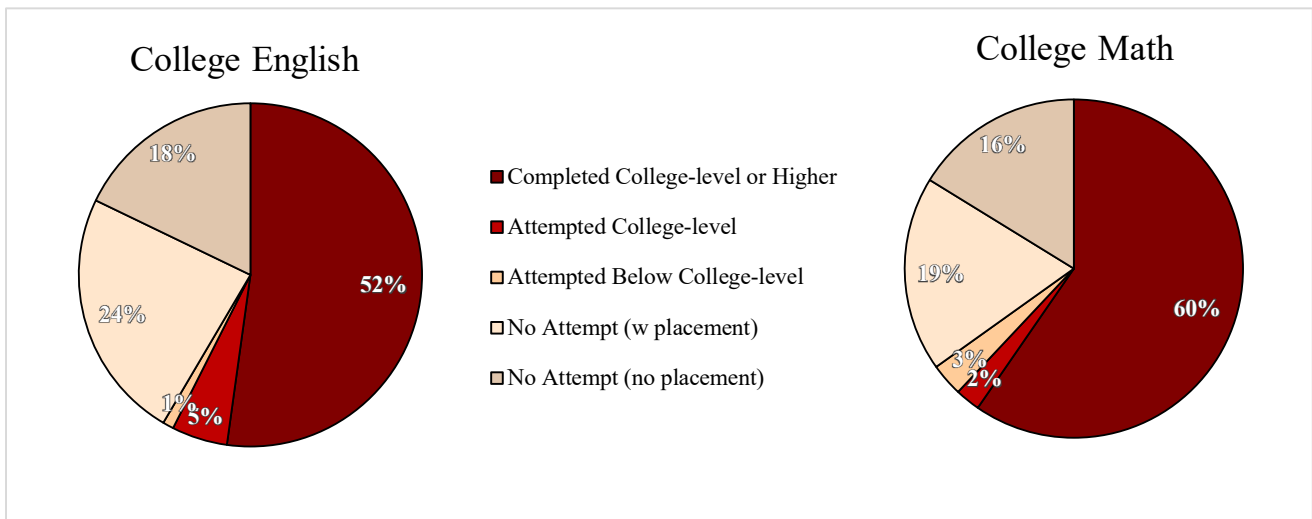 College English
18%
52%
24%
1%
5%
Completed College-level or Higher
Attempted College-level
Attempted Below College-level
No Attempt (w placement)
No Attempt (no placement)
College Math
16%
19%
60%
3%
2%